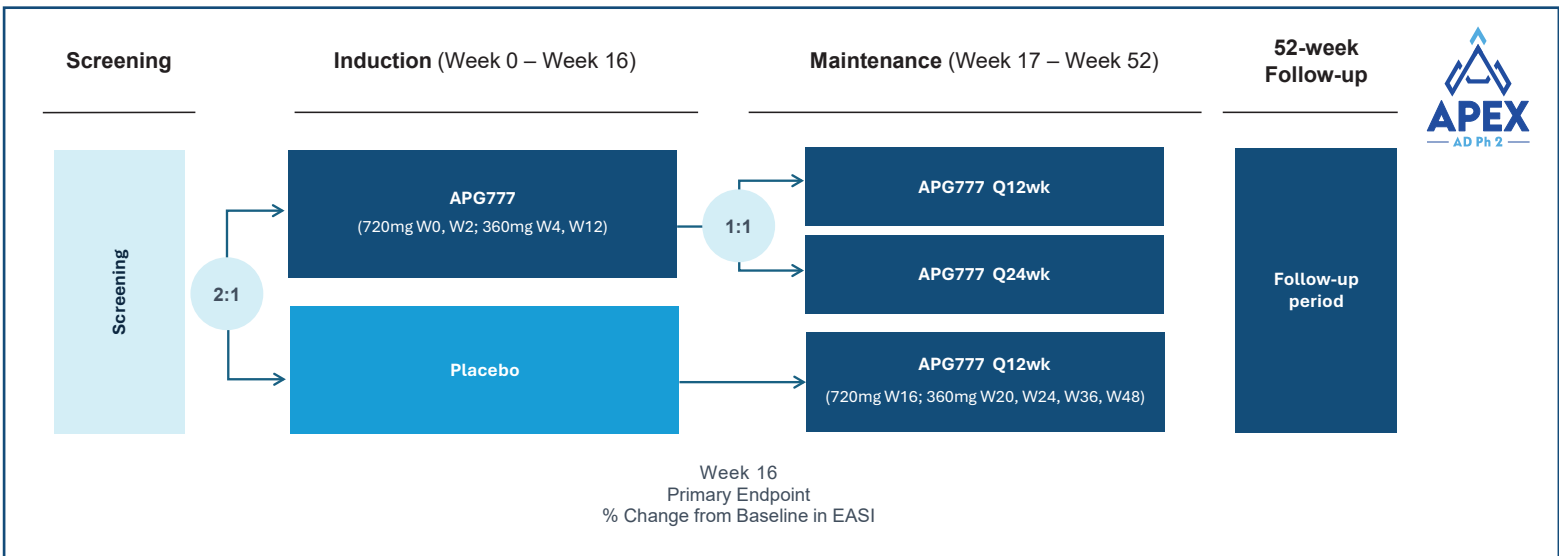 Screening
Induction (Week 0 – Week 16)
Maintenance (Week 17 – Week 52)
52-week
Follow-up
APEX
AD Ph 2
Screening
2:1
APG777
(720mg W0, W2; 360mg W4, W12)
Placebo
1:1
APG777 Q12wk
APG777 Q24wk
APG777 Q12wk
(720mg W16; 360mg W20, W24, W36, W48)
Follow-up
period
Week 16
Primary Endpoint
% Change from Baseline in EASI